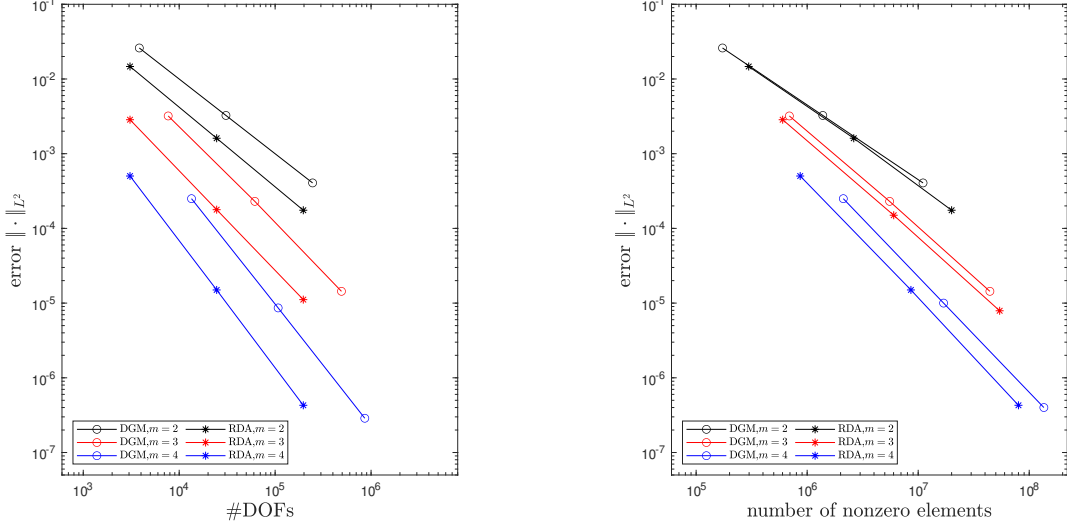 10^-1
10^-2
10^-3
10^-4
10^-5
10^-6
10^-7
error ‖ · ‖_{L^2}
10^3 10^4 10^5 10^6
#DOFs
DGM,m = 2 RDA,m = 2
DGM,m = 3 RDA,m = 3
DGM,m = 4 RDA,m = 4
10^-1
10^-2
10^-3
10^-4
10^-5
10^-6
10^-7
error ‖ · ‖_{L^2}
10^5 10^6 10^7 10^8
number of nonzero elements
DGM,m = 2 RDA,m = 2
DGM,m = 3 RDA,m = 3
DGM,m = 4 RDA,m = 4